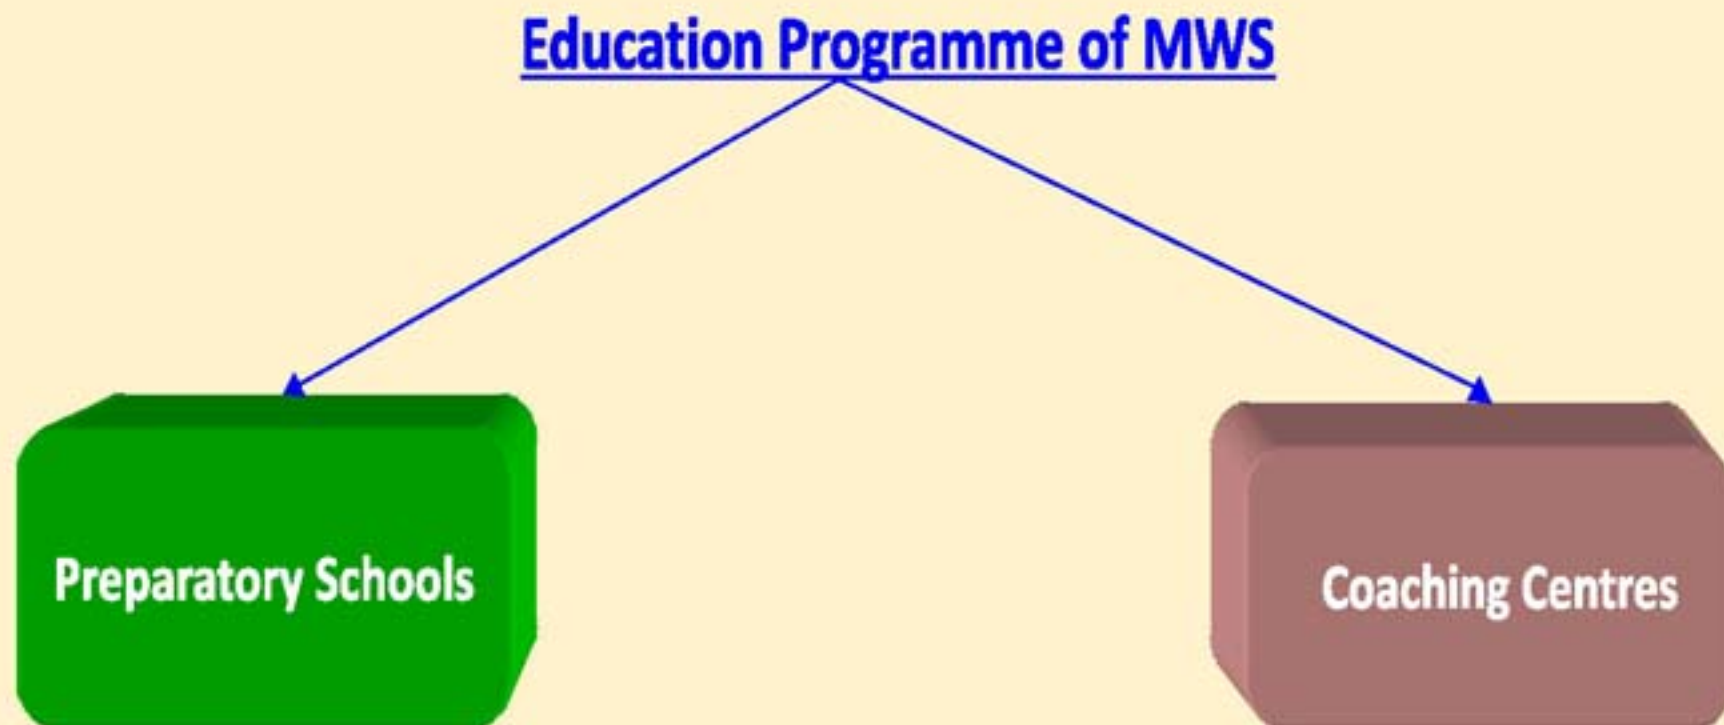 Education Programme of MWS
Preparatory Schools
Coaching Centres